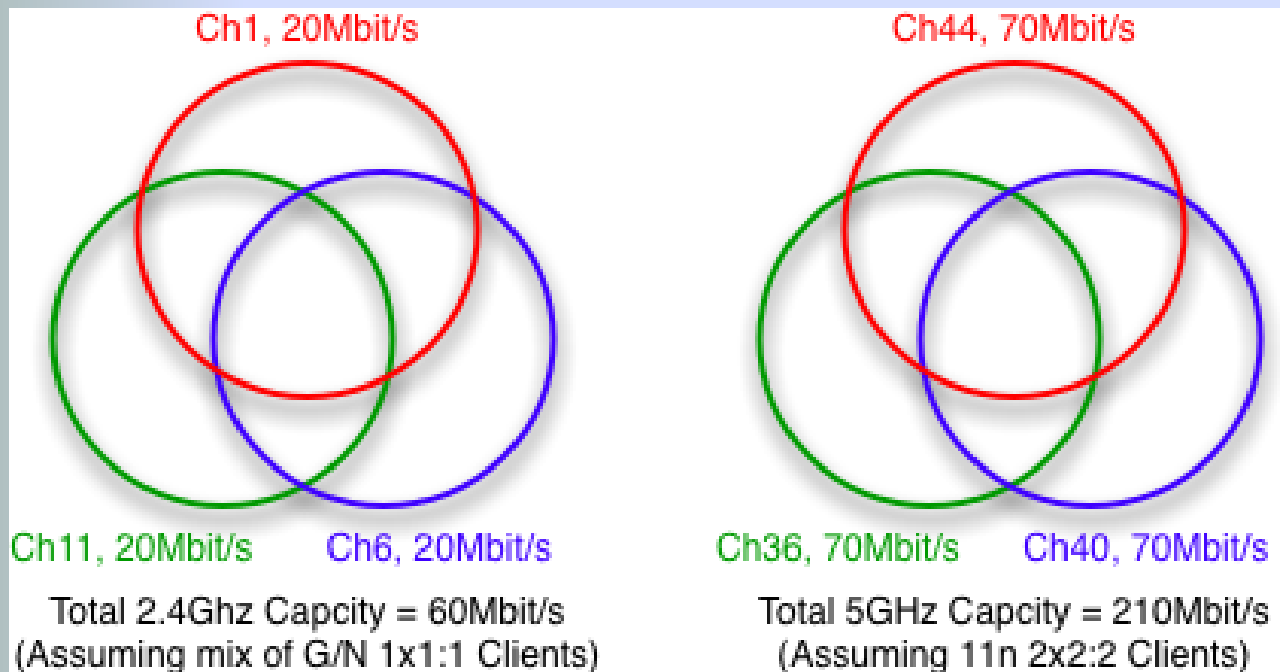 Ch1, 20Mbit/s
Ch11, 20Mbit/s
Ch6, 20Mbit/s
Total 2.4Ghz Capcity = 60Mbit/s
(Assuming mix of G/N 1x1:1 Clients)
Ch44, 70Mbit/s
Ch36, 70Mbit/s
Ch40, 70Mbit/s
Total 5GHz Capcity = 210Mbit/s
(Assuming 11n 2x2:2 Clients)